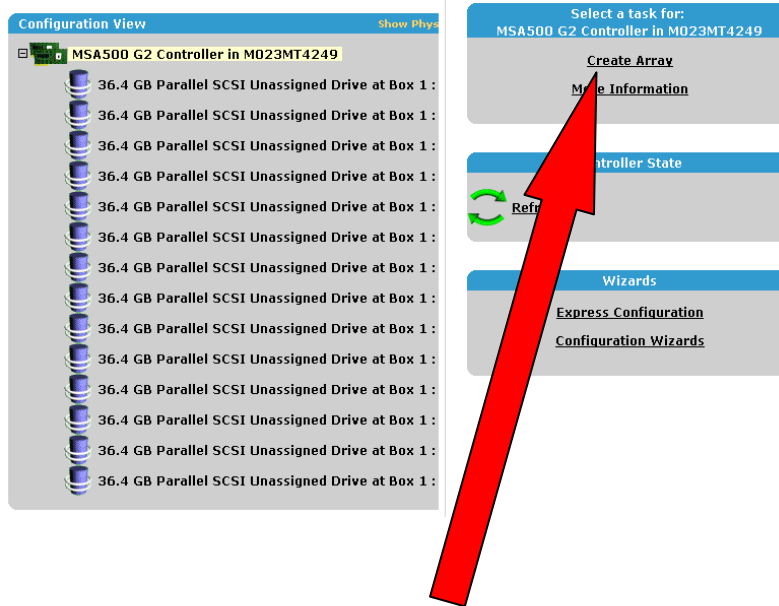 Configuration View Show Phys
MSA500 G2 Controller in M023MT4249
36.4 GB Parallel SCSI Unassigned Drive at Box 1 :
36.4 GB Parallel SCSI Unassigned Drive at Box 1 :
36.4 GB Parallel SCSI Unassigned Drive at Box 1 :
36.4 GB Parallel SCSI Unassigned Drive at Box 1 :
36.4 GB Parallel SCSI Unassigned Drive at Box 1 :
36.4 GB Parallel SCSI Unassigned Drive at Box 1 :
36.4 GB Parallel SCSI Unassigned Drive at Box 1 :
36.4 GB Parallel SCSI Unassigned Drive at Box 1 :
36.4 GB Parallel SCSI Unassigned Drive at Box 1 :
36.4 GB Parallel SCSI Unassigned Drive at Box 1 :
36.4 GB Parallel SCSI Unassigned Drive at Box 1 :
36.4 GB Parallel SCSI Unassigned Drive at Box 1 :
36.4 GB Parallel SCSI Unassigned Drive at Box 1 :
36.4 GB Parallel SCSI Unassigned Drive at Box 1 :
Select a task for:
MSA500 G2 Controller in M023MT4249
Create Array
More Information
Controller State
Refr
Wizards
Express Configuration
Configuration Wizards